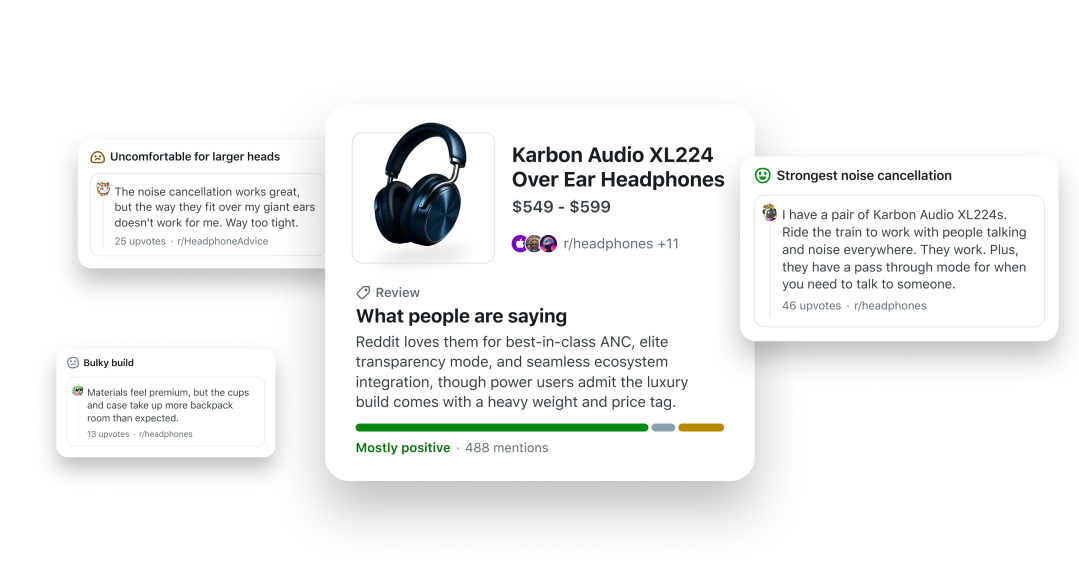 Uncomfortable for larger heads
The noise cancellation works great,
but the way they fit over my giant ears
doesn't work for me. Way too tight.
25 upvotes · r/HeadphoneAdvice
Bulky build
Materials feel premium, but the cups
and case take up more backpack
room than expected.
13 upvotes · r/headphones
Karbon Audio XL224
Over Ear Headphones
$549 - $599
r/headphones +11
Review
What people are saying
Reddit loves them for best-in-class ANC, elite
transparency mode, and seamless ecosystem
integration, though power users admit the luxury
build comes with a heavy weight and price tag.
Mostly positive · 488 mentions
Strongest noise cancellation
I have a pair of Karbon Audio XL224s.
Ride the train to work with people talking
and noise everywhere. They work. Plus,
they have a pass through mode for when
you need to talk to someone.
46 upvotes · r/headphones